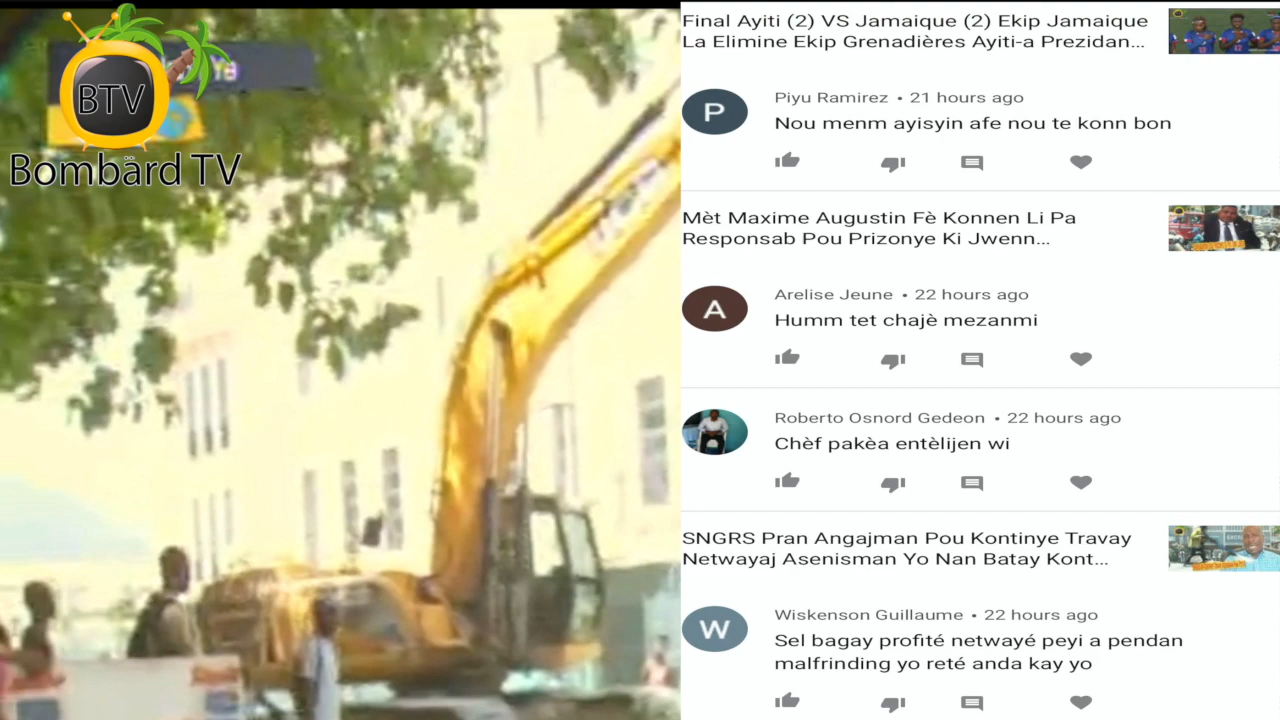 BTV
Bombärd TV
Final Ayiti (2) VS Jamaique (2) Ekip Jamaique
La Elimine Ekip Grenadières Ayiti-a Prezidan...
P
Piyu Ramirez • 21 hours ago
Nou menm ayisyin afe nou te konn bon
Mèt Maxime Augustin Fè Konnen Li Pa
Responsab Pou Prizonye Ki Jwenn...
A
Arelise Jeune • 22 hours ago
Humm tet chajè mezanmi
Roberto Osnord Gedeon • 22 hours ago
Chèf pakèa entèlijen wi
SNGRS Pran Angajman Pou Kontinye Travay
Netwayaj Asenisman Yo Nan Batay Kont...
W
Wiskenson Guillaume • 22 hours ago
Sel bagay profité netwayé peyi a pendan
malfrinding yo reté anda kay yo